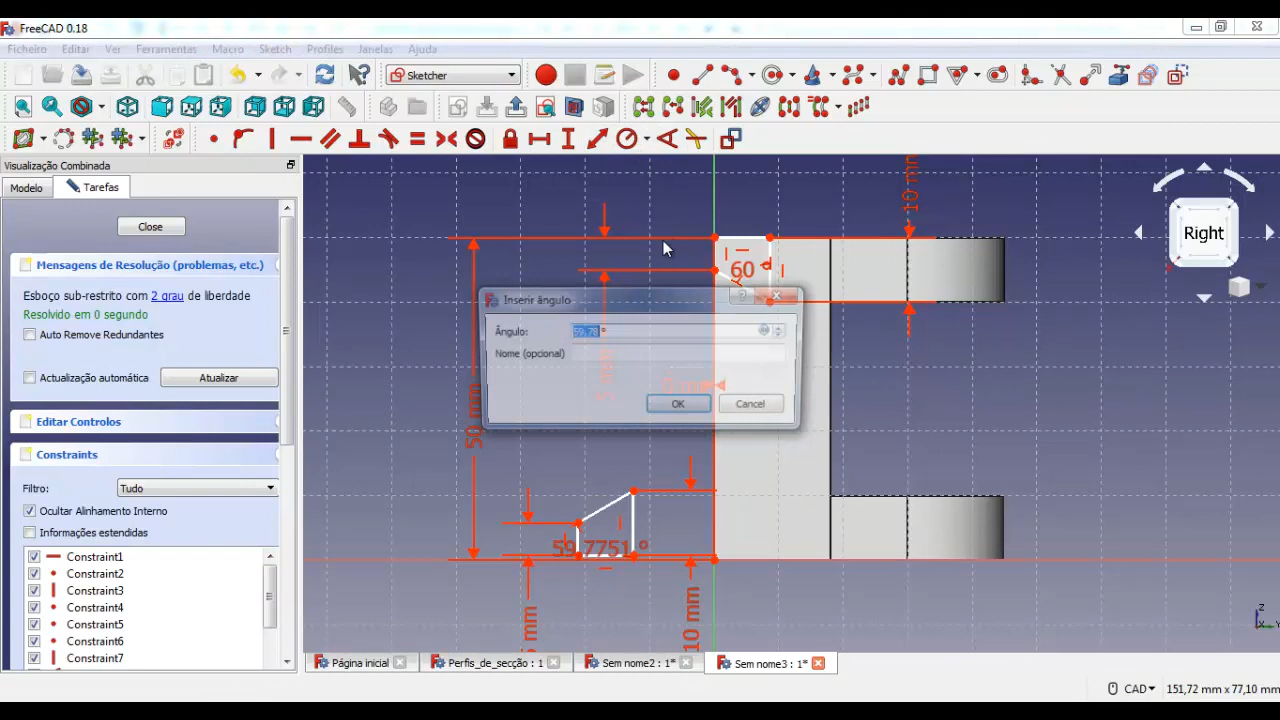 FreeCAD 0.18
Ficheiro Editar Ver Ferramentas Macro Sketch Profiles Janelas Ajuda
Sketcher
Visualização Combinada
Modelo Tarefas
Close
Mensagens de Resolução (problemas, etc.)
Esboço sub-restrito com 2 grau de liberdade
Resolvido em 0 segundo
Auto Remove Redundantes
Actualização automática Atualizar
Editar Controlos
Constraints
Filtro: Tudo
Ocultar Alinhamento Interno
Informações estendidas
Constraint1
Constraint2
Constraint3
Constraint4
Constraint5
Constraint6
Constraint7
10 mm
Right
60
Inserir ângulo
Ângulo: 59,78 °
Nome (opcional)
OK Cancel
50 mm
59,7751 °
10 mm
Z
X
Página inicial Perfis_de_secção : 1 Sem nome2 : 1* Sem nome3 : 1*
CAD 151,72 mm x 77,10 mm